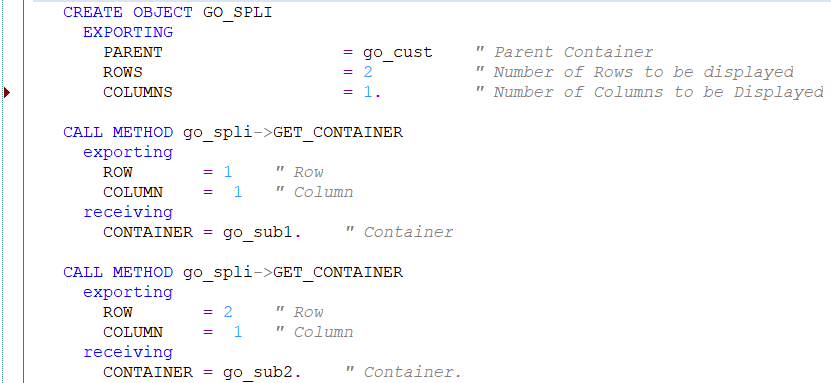 CREATE OBJECT GO_SPLI
EXPORTING
PARENT = go_cust " Parent Container
ROWS = 2 " Number of Rows to be displayed
COLUMNS = 1. " Number of Columns to be Displayed
CALL METHOD go_spli->GET_CONTAINER
exporting
ROW = 1 " Row
COLUMN = 1 " Column
receiving
CONTAINER = go_sub1. " Container
CALL METHOD go_spli->GET_CONTAINER
exporting
ROW = 2 " Row
COLUMN = 1 " Column
receiving
CONTAINER = go_sub2. " Container.